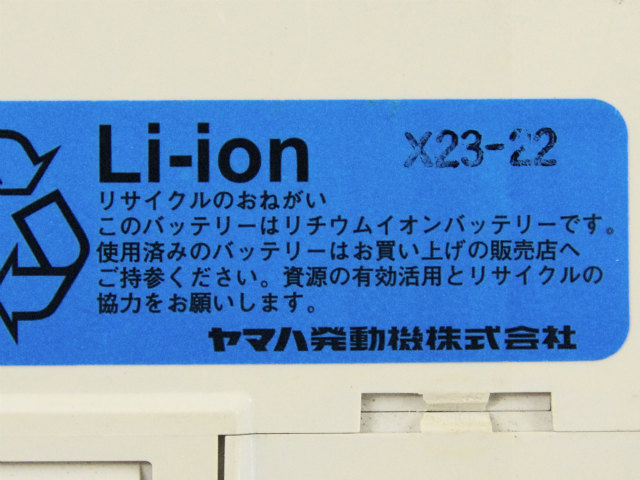 Li-ion X23-22
リサイクルのおねがい
このバッテリーはリチウムイオンバッテリーです。
使用済みのバッテリーはお買い上げの販売店へ
ご持参ください。資源の有効活用とリサイクルの
協力をお願いします。
ヤマハ発動機株式会社